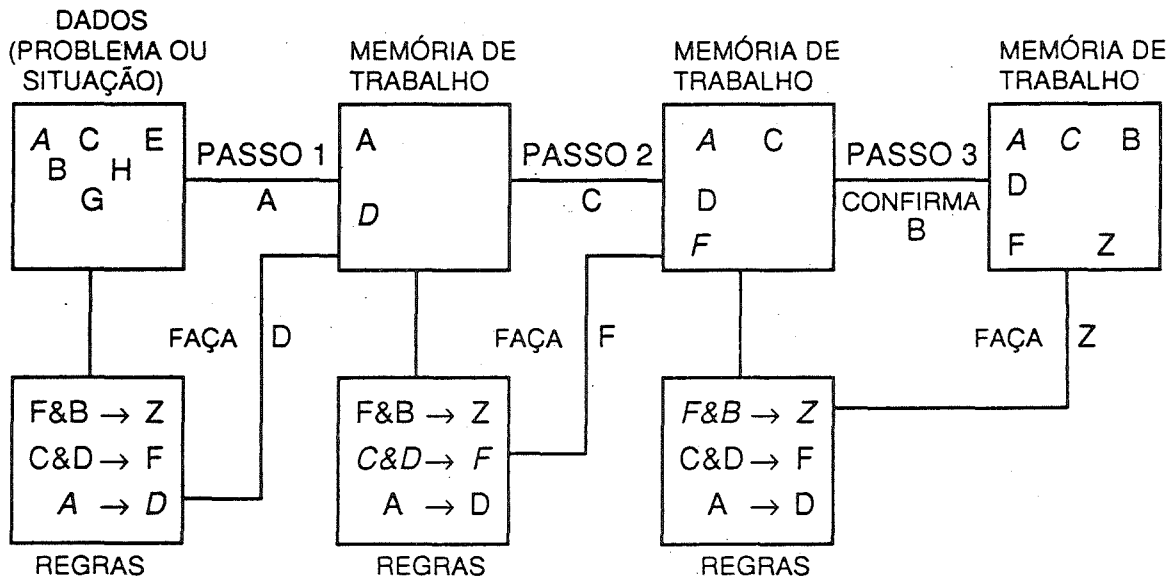 DADOS
(PROBLEMA OU
SITUAÇÃO)
MEMÓRIA DE
TRABALHO
MEMÓRIA DE
TRABALHO
MEMÓRIA DE
TRABALHO
A C E
B H
G
PASSO 1
A
A
D
PASSO 2
C
A C
D
F
PASSO 3
CONFIRMA
B
A C B
D
F Z
FAÇA D
FAÇA F
FAÇA Z
F&B → Z
C&D → F
A → D
REGRAS
F&B → Z
C&D → F
A → D
REGRAS
F&B → Z
C&D → F
A → D
REGRAS